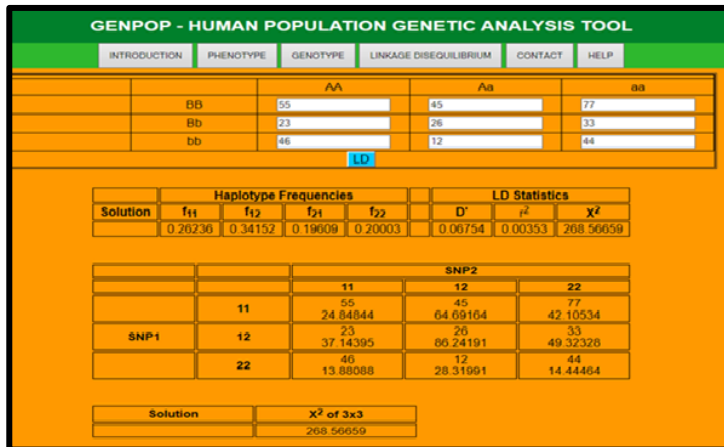 GENPOP - HUMAN POPULATION GENETIC ANALYSIS TOOL
INTRODUCTION PHENOTYPE GENOTYPE LINKAGE DISEQUILIBRIUM CONTACT HELP
AA Aa aa
BB 55 45 77
Bb 23 26 33
bb 46 12 44
LD
Haplotype Frequencies LD Statistics
Solution f11 f12 f21 f22 D' r² X²
0.26236 0.34152 0.19609 0.20003 0.06754 0.00353 268.56659
SNP2
11 12 22
11 55 45 77
24.84844 64.69164 42.10534
SNP1 12 23 26 33
37.14395 86.24191 49.32328
22 46 12 44
13.88088 28.31991 14.44464
Solution X² of 3x3
268.56659